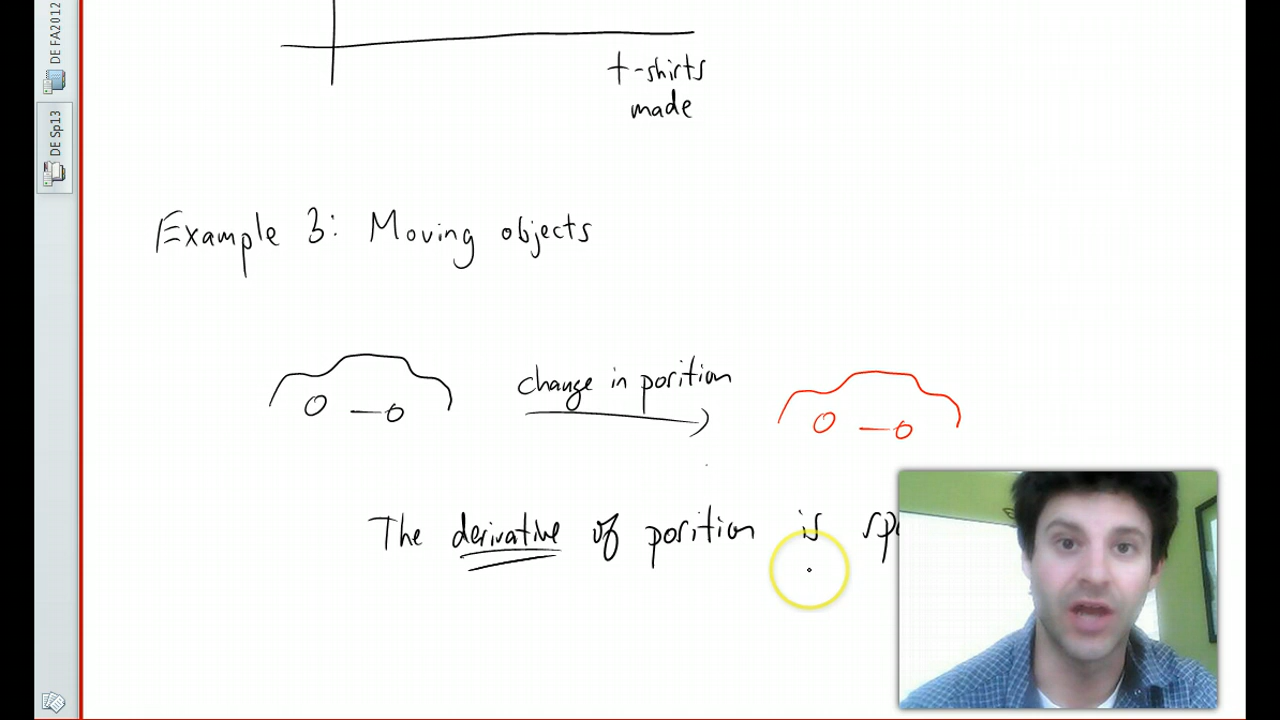 DE FA2012
DE Sp13
t-shirts
made
Example 3: Moving objects
change in position
The derivative of position is